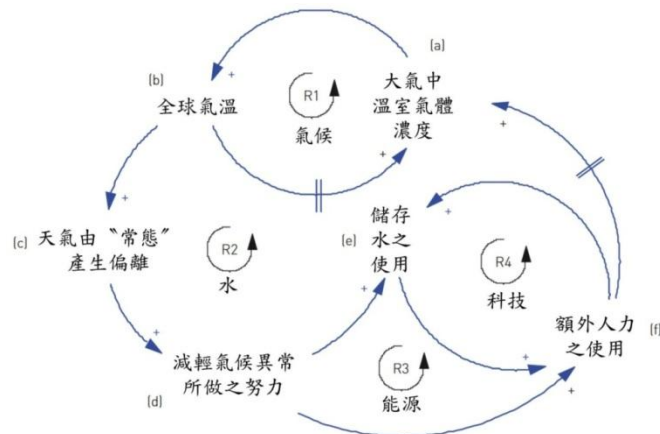 (a)
大氣中
溫室氣體
濃度
(b)
全球氣溫
R1
氣候
+
+
+
+
+
(c) 天氣由〝常態〞
產生偏離
R2
水
(e)
儲存
水之
使用
R4
科技
額外人力
之使用
(f)
+
+
+
+
減輕氣候異常
所做之努力
(d)
R3
能源